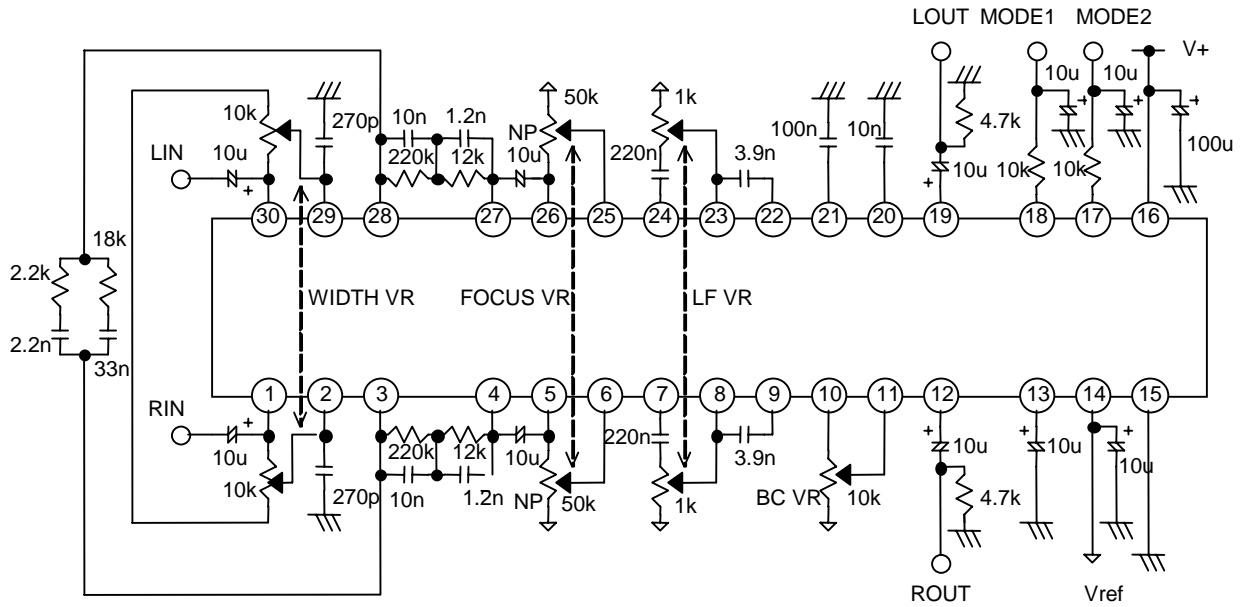 LOUT MODE1 MODE2
V+
10u 10u
50k 1k
10k 270p 10n 1.2n NP 4.7k 100u
LIN 10u 220k 12k 10u 220n 3.9n 100n 10n 10u 10k 10k
30 29 28 27 26 25 24 23 22 21 20 19 18 17 16
18k
2.2k
WIDTH VR FOCUS VR LF VR
2.2n
33n
1 2 3 4 5 6 7 8 9 10 11 12 13 14 15
RIN 10u 220k 12k 10u 220n 3.9n 10u 10u 10u
10k 270p 10n 1.2n NP 50k 1k BC VR 10k 4.7k
ROUT Vref
+ + + + + + + + +